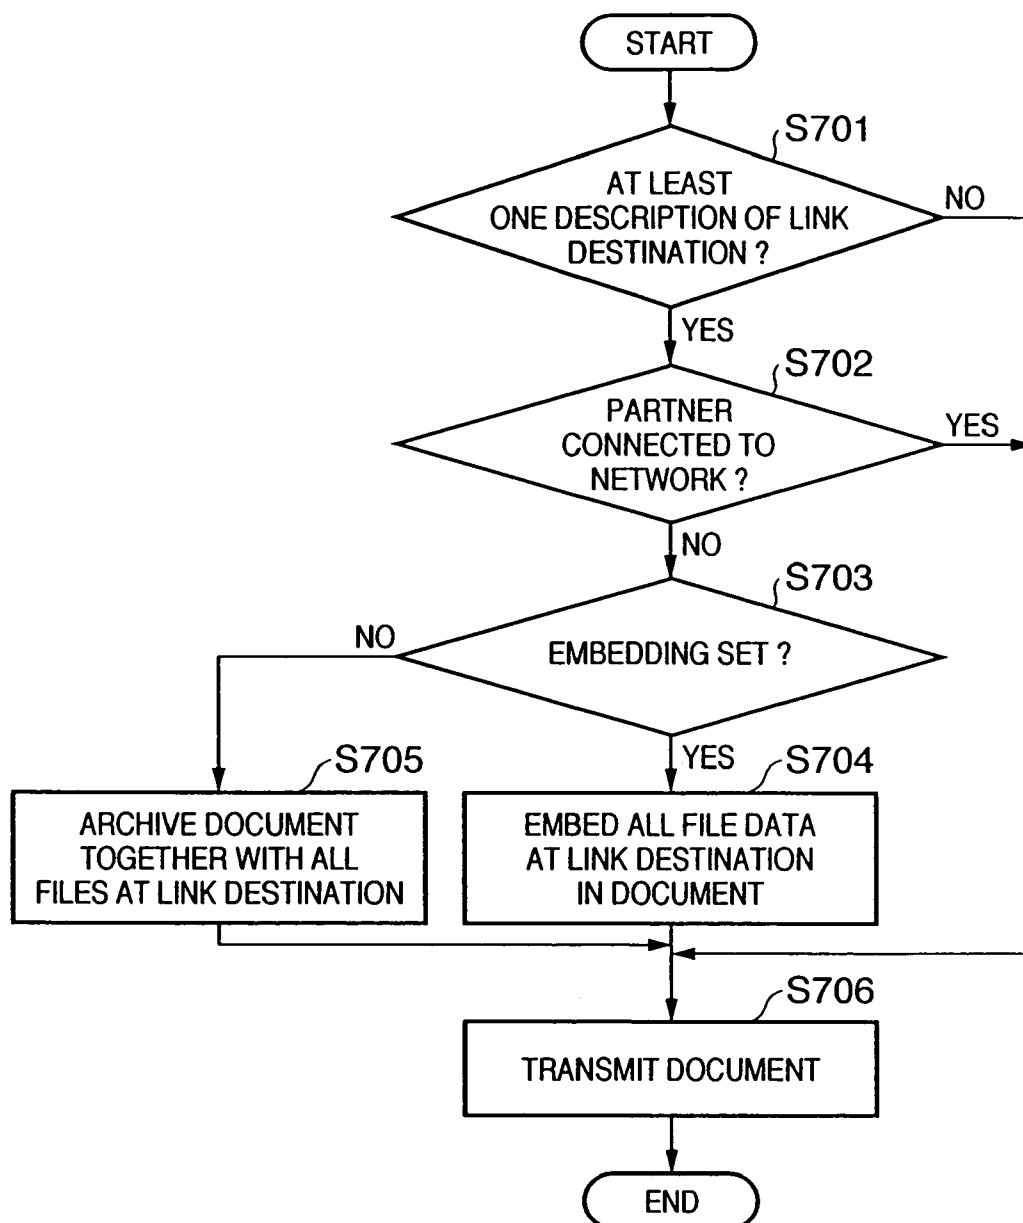 START
S701
AT LEAST
ONE DESCRIPTION OF LINK
DESTINATION ?
NO
YES
S702
PARTNER
CONNECTED TO
NETWORK ?
YES
NO
S703
EMBEDDING SET ?
NO
YES
S705
ARCHIVE DOCUMENT
TOGETHER WITH ALL
FILES AT LINK DESTINATION
S704
EMBED ALL FILE DATA
AT LINK DESTINATION
IN DOCUMENT
S706
TRANSMIT DOCUMENT
END